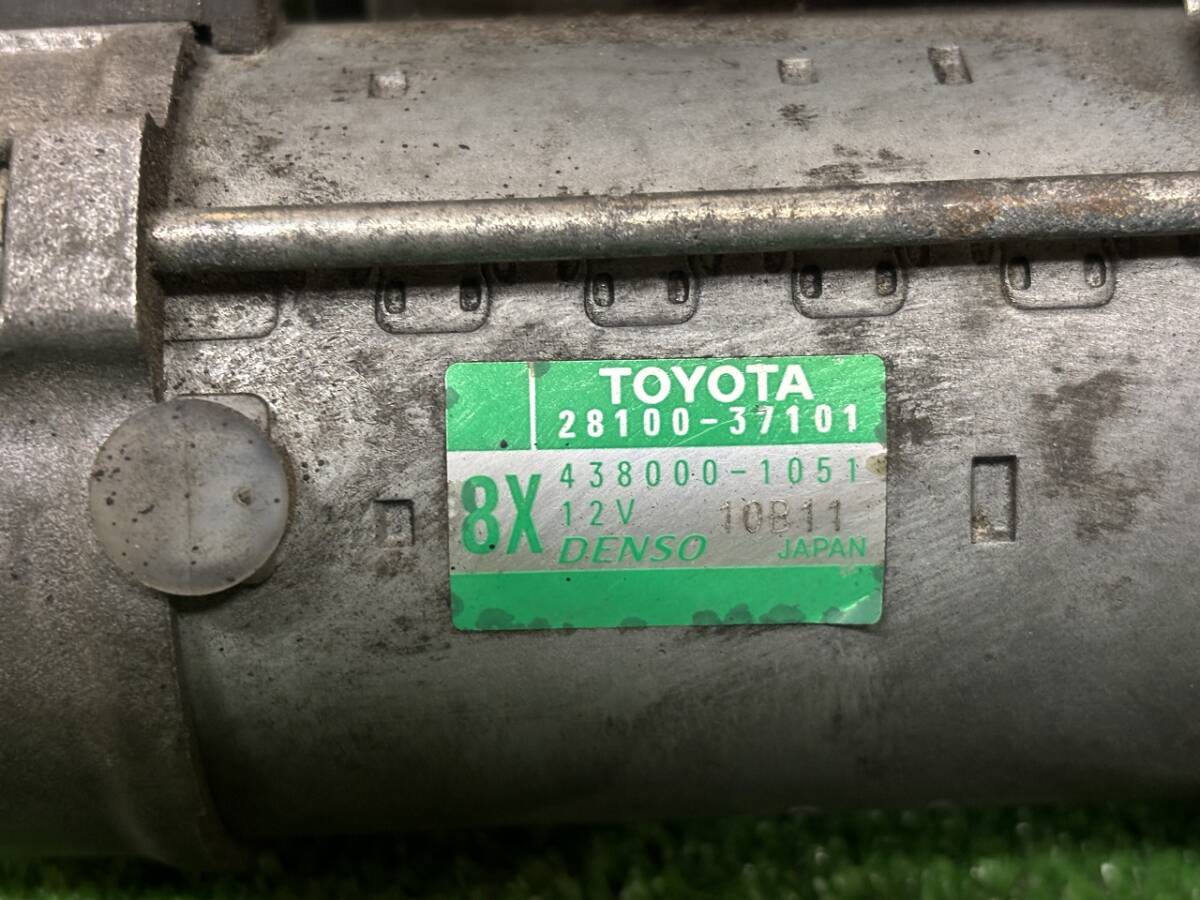 TOYOTA
28100-37101
8X
438000-1051
12V 10B11
DENSO JAPAN